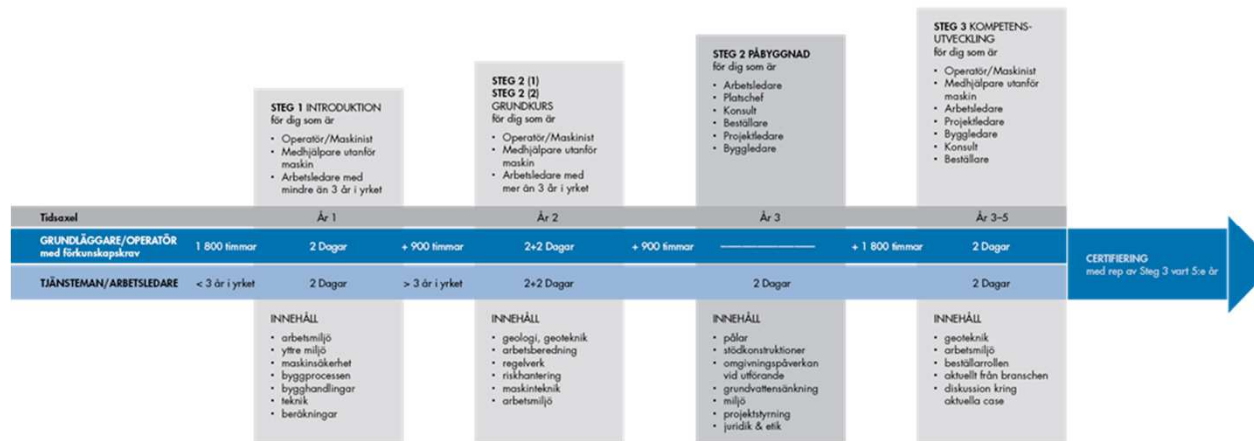 STEG 1 INTRODUKTION
för dig som är
• Operatör/Maskinist
• Medhjälpare utanför
maskin
• Arbetsledare med
mindre än 3 år i yrket
STEG 2 (1)
STEG 2 (2)
GRUNDKURS
för dig som är
• Operatör/Maskinist
• Medhjälpare utanför
maskin
• Arbetsledare med
mer än 3 år i yrket
STEG 2 PÅBYGGNAD
för dig som är
• Arbetsledare
• Platschef
• Konsult
• Beställare
• Projektledare
• Byggledare
STEG 3 KOMPETENS-
UTVECKLING
för dig som är
• Operatör/Maskinist
• Medhjälpare utanför
maskin
• Arbetsledare
• Projektledare
• Byggledare
• Konsult
• Beställare
Tidsaxel År 1 År 2 År 3 År 3–5
GRUNDLÄGGARE/OPERATÖR
med förkunskapskrav 1 800 timmar 2 Dagar + 900 timmar 2+2 Dagar + 900 timmar + 1 800 timmar 2 Dagar
TJÄNSTEMAN/ARBETSLEDARE < 3 år i yrket 2 Dagar > 3 år i yrket 2+2 Dagar 2 Dagar 2 Dagar
CERTIFIERING
med rep av Steg 3 vart 5:e år
INNEHÅLL
• arbetsmiljö
• yttre miljö
• maskinsäkerhet
• byggprocessen
• bygghandlingar
• teknik
• beräkningar
INNEHÅLL
• geologi, geoteknik
• arbetsberedning
• regelverk
• riskhantering
• maskinteknik
• arbetsmiljö
INNEHÅLL
• pålar
• stödkonstruktioner
• omgivningspåverkan
vid utförande
• grundvattensänkning
• miljö
• projektstyrning
• juridik & etik
INNEHÅLL
• geoteknik
• arbetsmiljö
• beställarrollen
• aktuellt från branschen
• diskussion kring
aktuella case